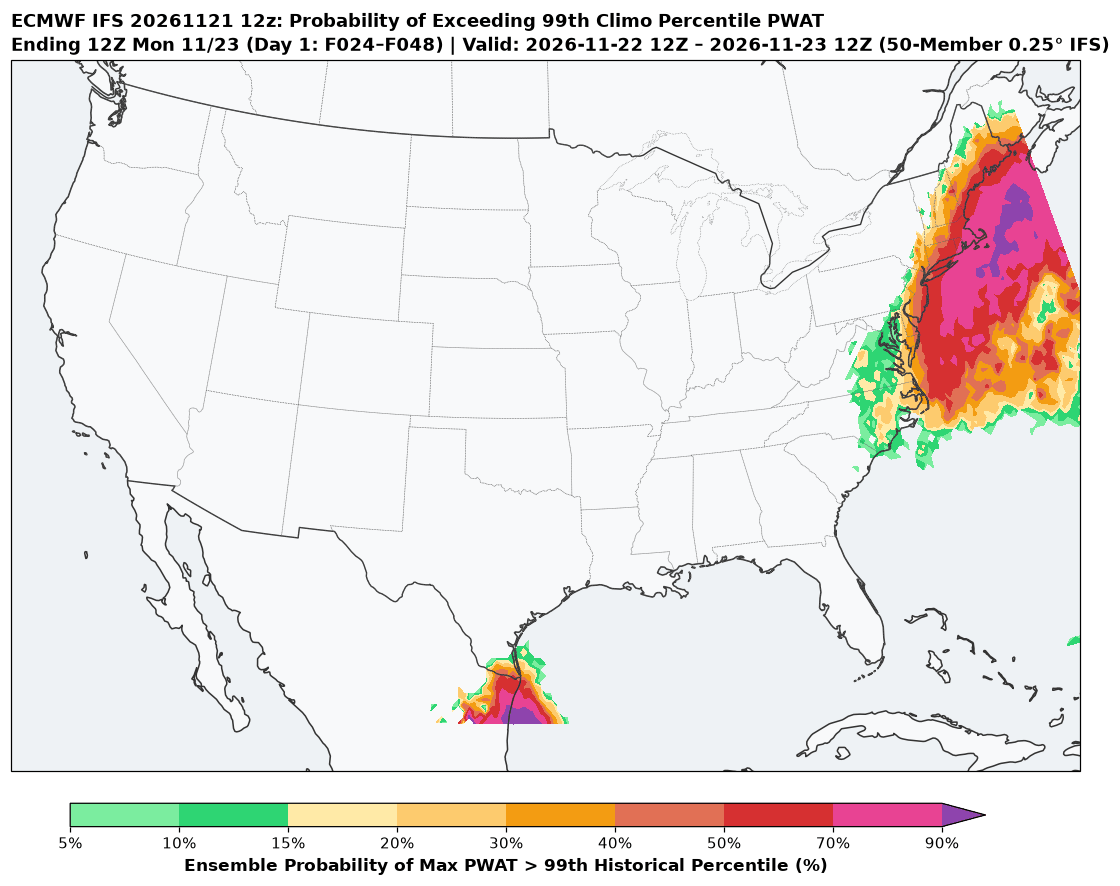 ECMWF IFS 20261121 12z: Probability of Exceeding 99th Climo Percentile PWAT
Ending 12Z Mon 11/23 (Day 1: F024–F048) | Valid: 2026-11-22 12Z – 2026-11-23 12Z (50-Member 0.25° IFS)
5% 10% 15% 20% 30% 40% 50% 70% 90%
Ensemble Probability of Max PWAT > 99th Historical Percentile (%)